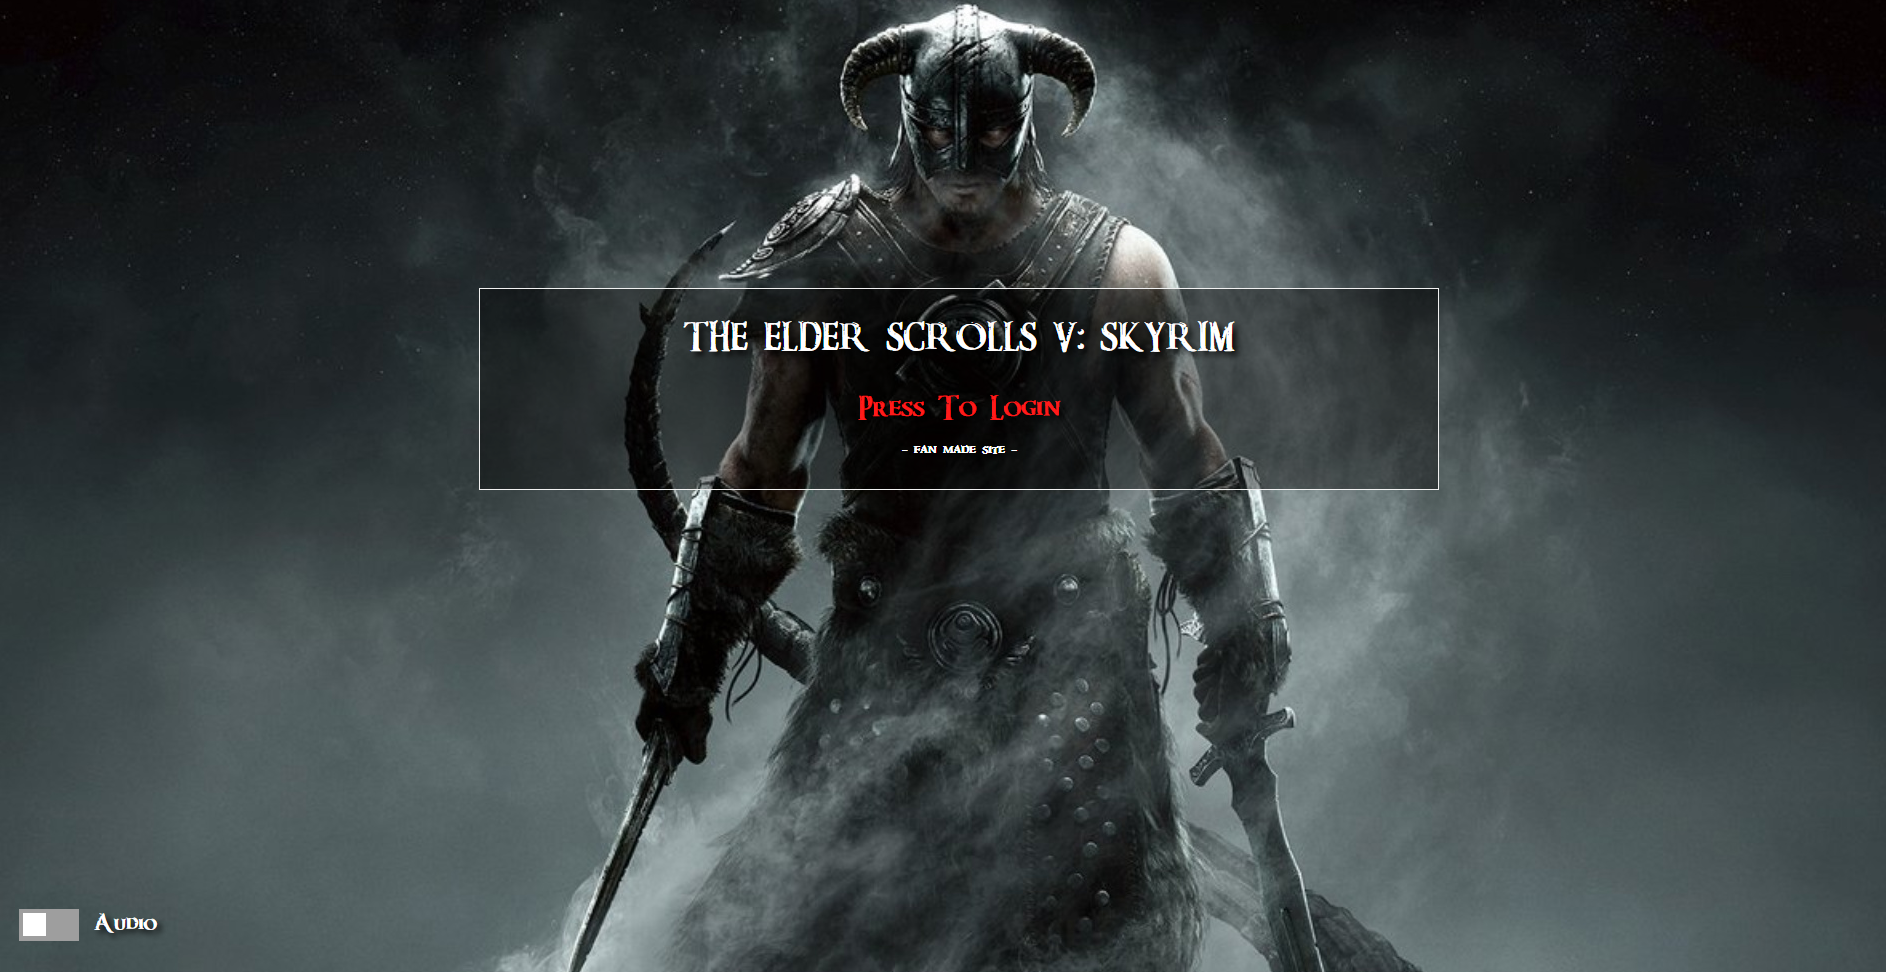 THE ELDER SCROLLS V: SKYRIM
Press To Login
- FAN MADE SITE -
Audio